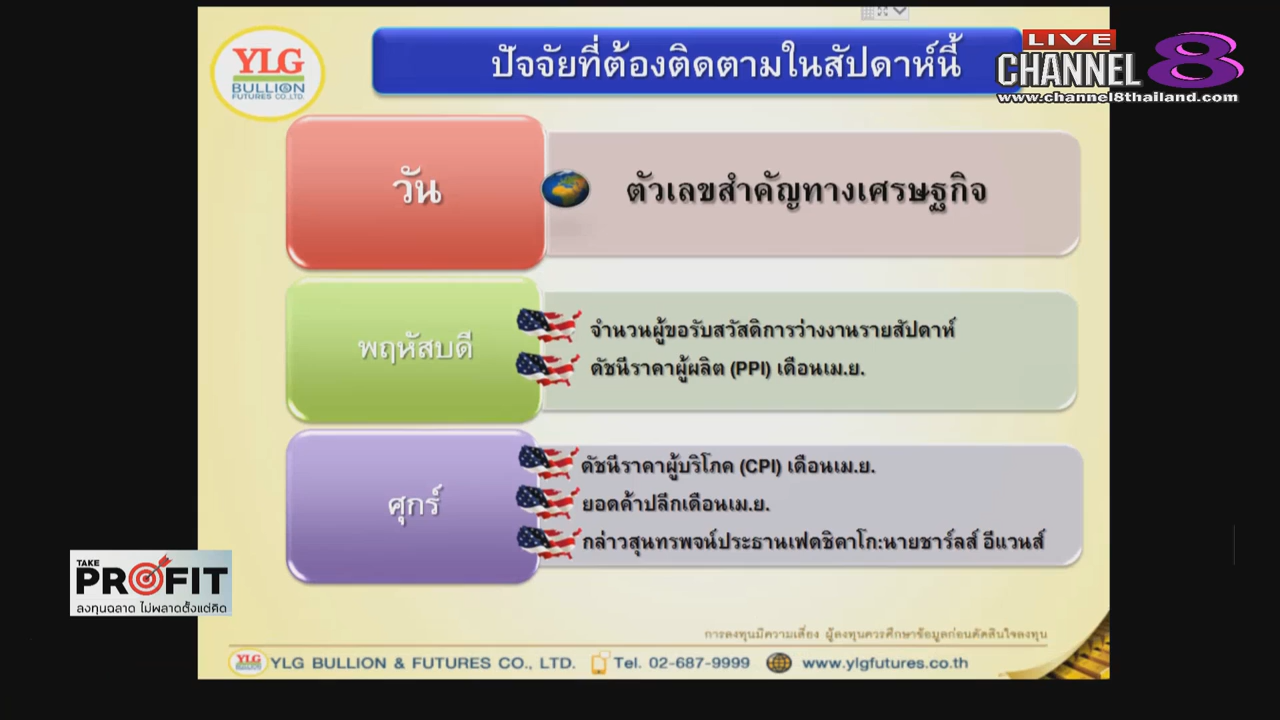 YLG
BULLION
FUTURES CO.,LTD.
ปัจจัยที่ต้องติดตามในสัปดาห์นี้
LIVE
CHANNEL 8
www.channel8thailand.com
วัน
ตัวเลขสำคัญทางเศรษฐกิจ
พฤหัสบดี
จำนวนผู้ขอรับสวัสดิการว่างงานรายสัปดาห์
ดัชนีราคาผู้ผลิต (PPI) เดือนเม.ย.
ศุกร์
ดัชนีราคาผู้บริโภค (CPI) เดือนเม.ย.
ยอดค้าปลีกเดือนเม.ย.
กล่าวสุนทรพจน์ประธานเฟดชิคาโก:นายชาร์ลส์ อีแวนส์
TAKE
PROFIT
ลงทุนฉลาด ไม่พลาดตั้งแต่คิด
การลงทุนมีความเสี่ยง ผู้ลงทุนควรศึกษาข้อมูลก่อนตัดสินใจลงทุน
YLG YLG BULLION & FUTURES CO., LTD. Tel. 02-687-9999 www.ylgfutures.co.th